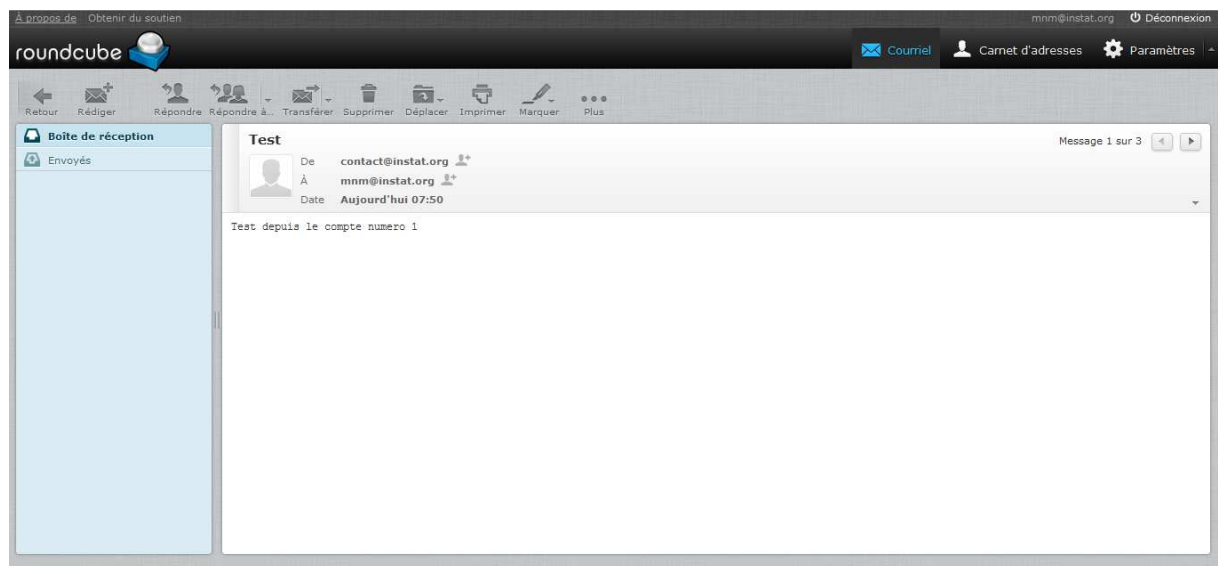 À propos de Obtenir du soutien mnm@instat.org Déconnexion
roundcube Courriel Carnet d'adresses Paramètres
Retour Rédiger Répondre Répondre à... Transférer Supprimer Déplacer Imprimer Marquer Plus
Boîte de réception
Envoyés
Test Message 1 sur 3
De contact@instat.org
À mnm@instat.org
Date Aujourd'hui 07:50
Test depuis le compte numero 1